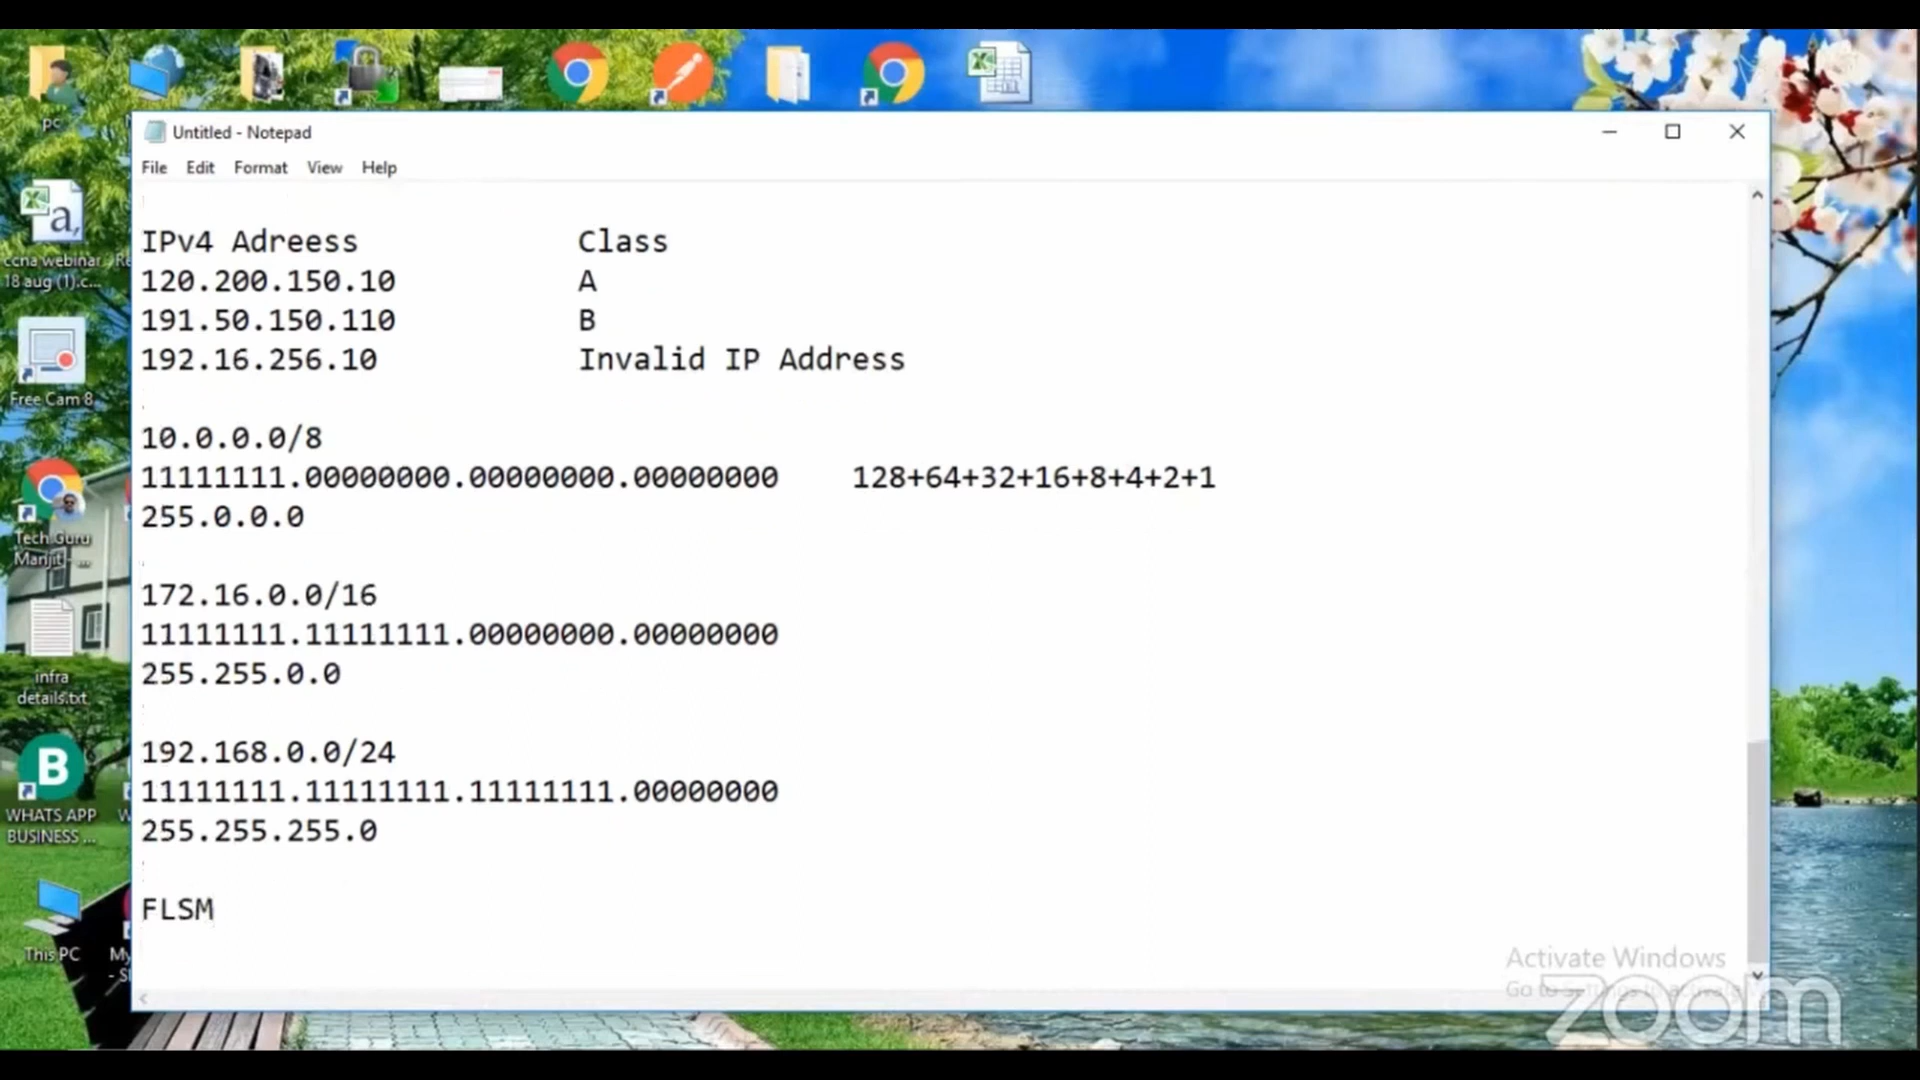 pc
Untitled - Notepad
File Edit Format View Help
IPv4 Adreess Class
120.200.150.10 A
191.50.150.110 B
192.16.256.10 Invalid IP Address
10.0.0.0/8
11111111.00000000.00000000.00000000 128+64+32+16+8+4+2+1
255.0.0.0
172.16.0.0/16
11111111.11111111.00000000.00000000
255.255.0.0
192.168.0.0/24
11111111.11111111.11111111.00000000
255.255.255.0
FLSM
ccna webinar
18 aug (1).c...
Free Cam 8
Tech Guru
Manjit - ...
infra
details.txt
WHATS APP
BUSINESS ...
This PC
My
Activate Windows
Go to
zoom